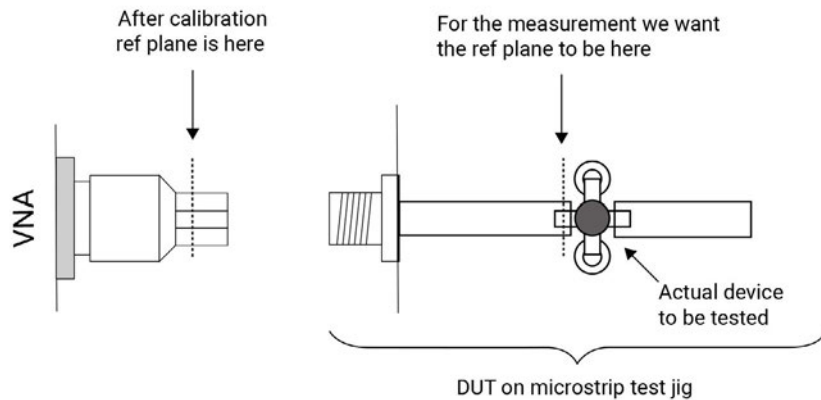 After calibration
ref plane is here
For the measurement we want
the ref plane to be here
VNA
Actual device
to be tested
DUT on microstrip test jig